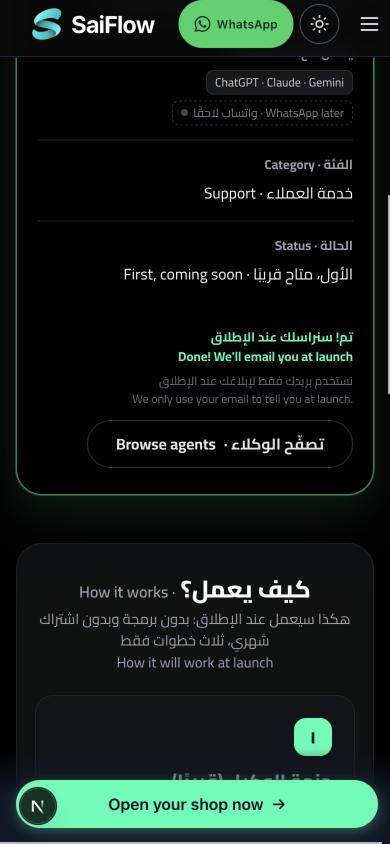 SaiFlow
WhatsApp
ChatGPT · Claude · Gemini
واتساب لاحقًا · WhatsApp later
الفئة · Category
خدمة العملاء · Support
الحالة · Status
الأول، متاح قريبًا · First, coming soon
تم! سنراسلك عند الإطلاق
Done! We'll email you at launch
نستخدم بريدك فقط لإبلاغك عند الإطلاق
We only use your email to tell you at launch.
تصفّح الوكلاء · Browse agents
كيف يعمل؟ · How it works
هكذا سيعمل عند الإطلاق: بدون برمجة وبدون اشتراك
شهري، ثلاث خطوات فقط
How it will work at launch
١
Open your shop now →
N